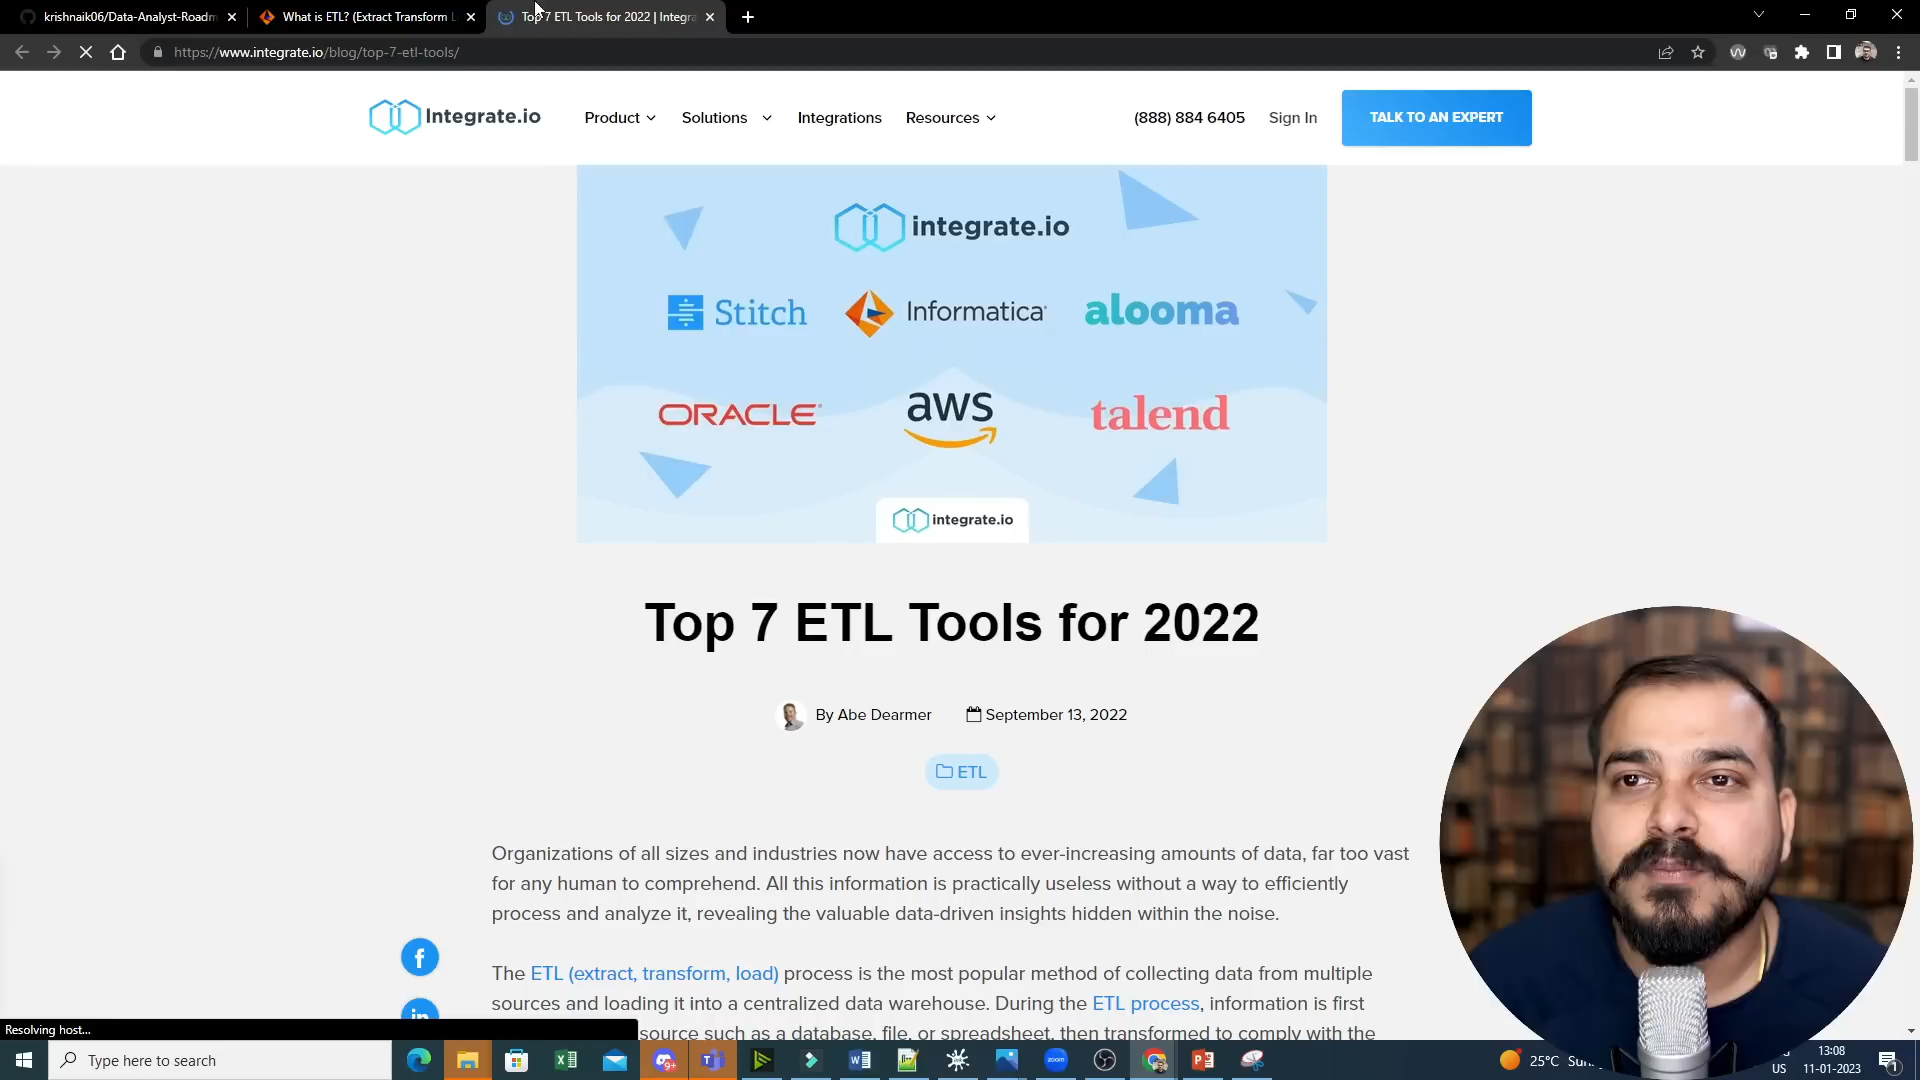 krishnaik06/Data-Analyst-Roadm
What is ETL? (Extract Transform L
Top 7 ETL Tools for 2022 | Integra
https://www.integrate.io/blog/top-7-etl-tools/
Integrate.io
Product
Solutions
Integrations
Resources
(888) 884 6405
Sign In
TALK TO AN EXPERT
integrate.io
Stitch
Informatica
alooma
ORACLE
aws
talend
integrate.io
Top 7 ETL Tools for 2022
By Abe Dearmer
September 13, 2022
ETL
Organizations of all sizes and industries now have access to ever-increasing amounts of data, far too vast
for any human to comprehend. All this information is practically useless without a way to efficiently
process and analyze it, revealing the valuable data-driven insights hidden within the noise.
The ETL (extract, transform, load) process is the most popular method of collecting data from multiple
sources and loading it into a centralized data warehouse. During the ETL process, information is first
source such as a database, file, or spreadsheet, then transformed to comply with the
Resolving host...
Type here to search
zoom
25°C
US
13:08
11-01-2023